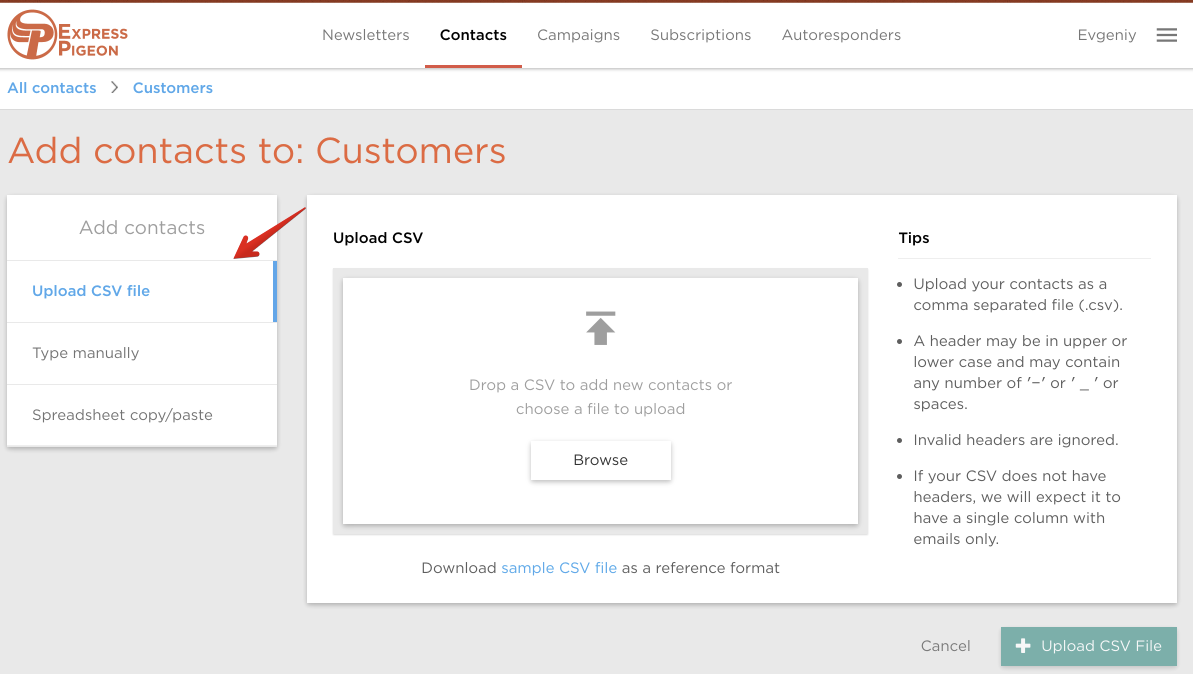 EXPRESS
PIGEON
Newsletters
Contacts
Campaigns
Subscriptions
Autoresponders
Evgeniy
All contacts
Customers
Add contacts to: Customers
Add contacts
Upload CSV file
Type manually
Spreadsheet copy/paste
Upload CSV
Drop a CSV to add new contacts or
choose a file to upload
Browse
Download sample CSV file as a reference format
Tips
Upload your contacts as a
comma separated file (.csv).
A header may be in upper or
lower case and may contain
any number of '−' or ' _ ' or
spaces.
Invalid headers are ignored.
If your CSV does not have
headers, we will expect it to
have a single column with
emails only.
Cancel
Upload CSV File